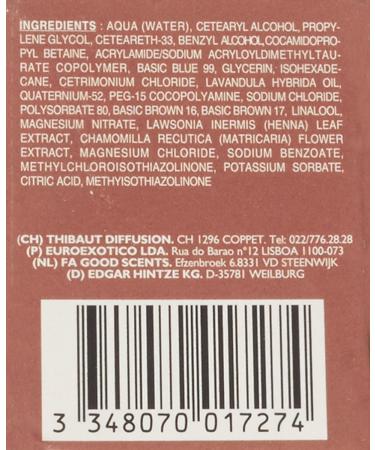 INGREDIENTS : AQUA (WATER), CETEARYL ALCOHOL, PROPY-
LENE GLYCOL, CETEARETH-33, BENZYL ALCOHOL, COCAMIDOPRO-
PYL BETAINE, ACRYLAMIDE/SODIUM ACRYLOYLDIMETHYLTAU-
RATE COPOLYMER, BASIC BLUE 99, GLYCERIN, ISOHEXADE-
CANE, CETRIMONIUM CHLORIDE, LAVANDULA HYBRIDA OIL,
QUATERNIUM-52, PEG-15 COCOPOLYAMINE, SODIUM CHLORIDE,
POLYSORBATE 80, BASIC BROWN 16, BASIC BROWN 17, LINALOOL,
MAGNESIUM NITRATE, LAWSONIA INERMIS (HENNA) LEAF
EXTRACT, CHAMOMILLA RECUTICA (MATRICARIA) FLOWER
EXTRACT, MAGNESIUM CHLORIDE, SODIUM BENZOATE,
METHYLCHLOROISOTHIAZOLINONE, POTASSIUM SORBATE,
CITRIC ACID, METHYISOTHIAZOLINONE
(CH) THIBAUT DIFFUSION. CH 1296 COPPET. Tel: 022/776.28.28
(P) EUROEXOTICO LDA. Rua do Barao n°12 LISBOA 1100-073
(NL) FA GOOD SCENTS. Efzenbroek 6.8331 VD STEENWIJK
(D) EDGAR HINTZE KG. D-35781 WEILBURG
3 348070 017274